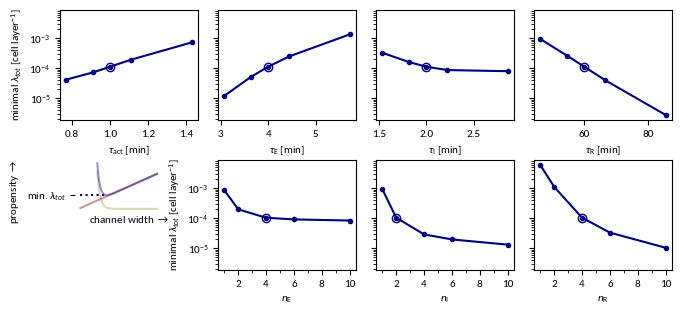 minimal λtot [cell layer⁻¹]
10⁻³
10⁻⁴
10⁻⁵
0.8 1.0 1.2 1.4
τact [min]
3 4 5
τE [min]
1.5 2.0 2.5
τI [min]
60 80
τR [min]
propensity →
min. λtot
channel width →
minimal λtot [cell layer⁻¹]
10⁻³
10⁻⁴
10⁻⁵
2 4 6 8 10
nE
2 4 6 8 10
nI
2 4 6 8 10
nR